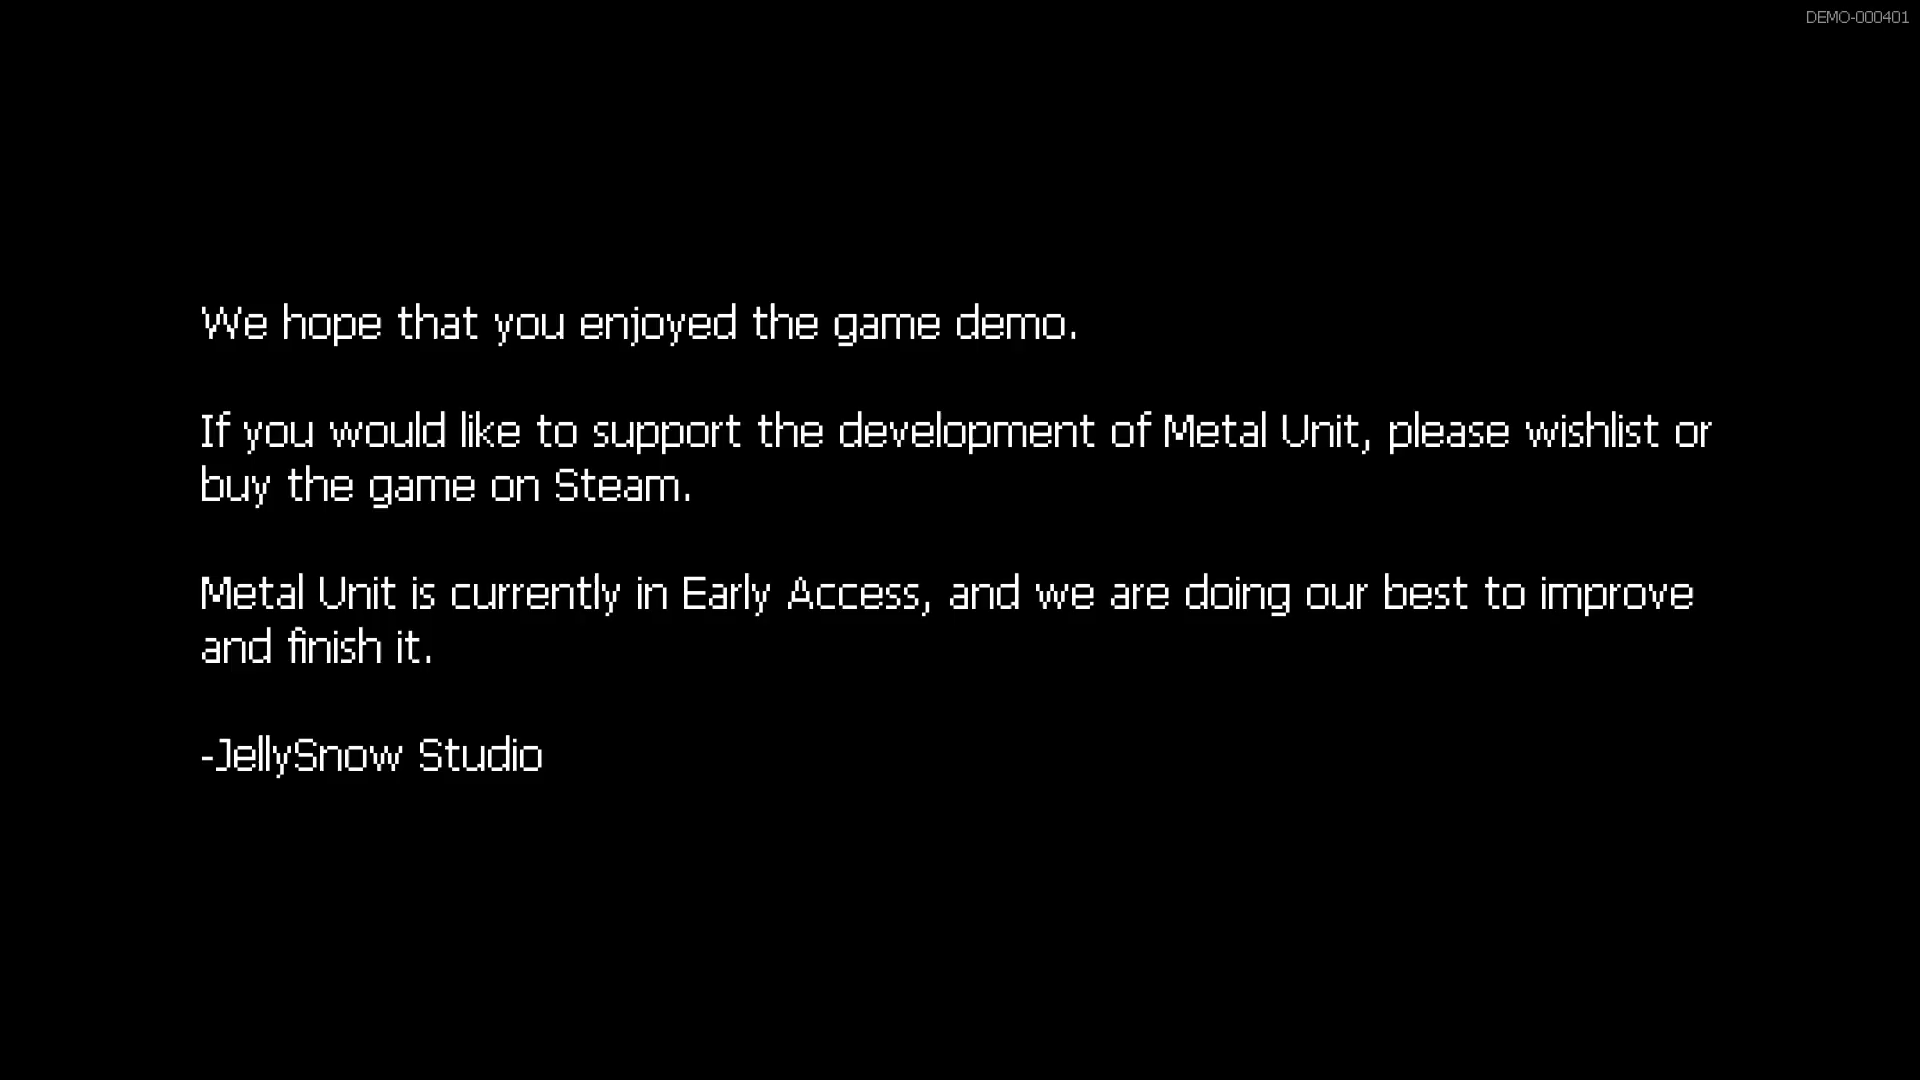 DEMO-000401
We hope that you enjoyed the game demo.
If you would like to support the development of Metal Unit, please wishlist or
buy the game on Steam.
Metal Unit is currently in Early Access, and we are doing our best to improve
and finish it.
-JellySnow Studio